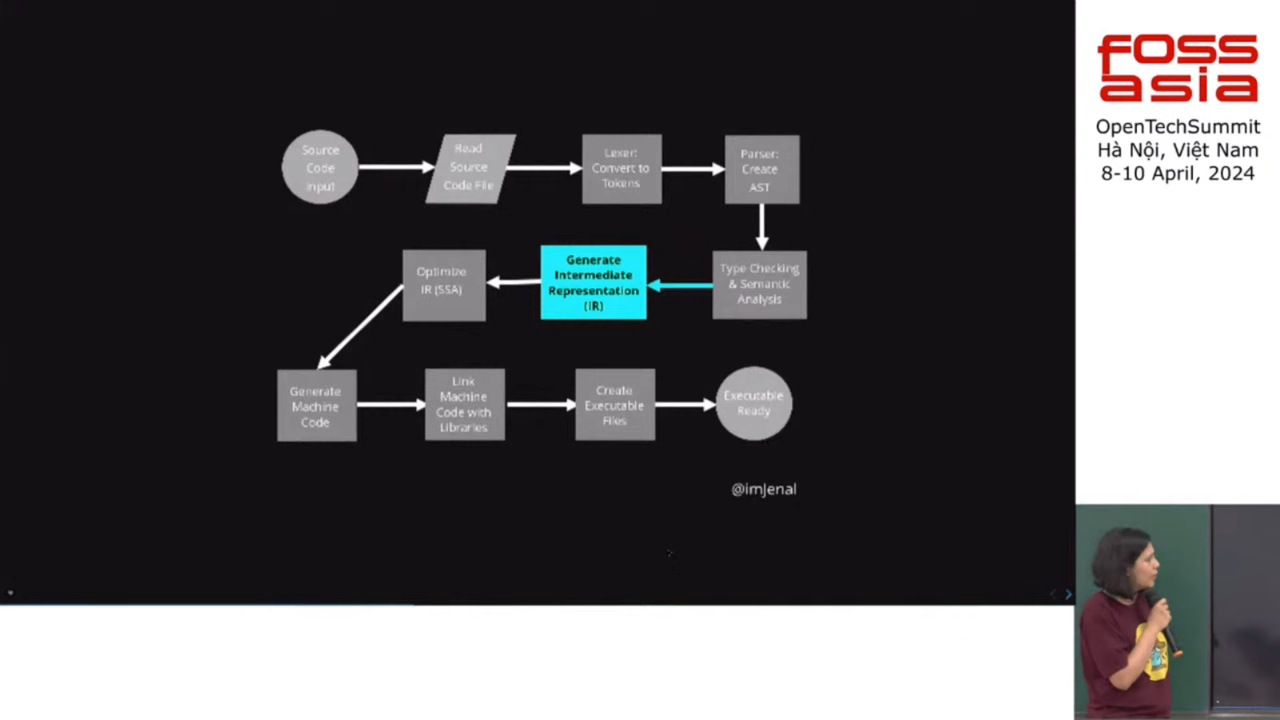 Source
Code
Input
Read
Source
Code File
Lexer:
Convert to
Tokens
Parser:
Create
AST
Optimize
IR (SSA)
Generate
Intermediate
Representation
(IR)
Type Checking
& Semantic
Analysis
Generate
Machine
Code
Link
Machine
Code with
Libraries
Create
Executable
Files
Executable
Ready
@imJenal
FOSS
asia
OpenTechSummit
Hà Nội, Việt Nam
8-10 April, 2024